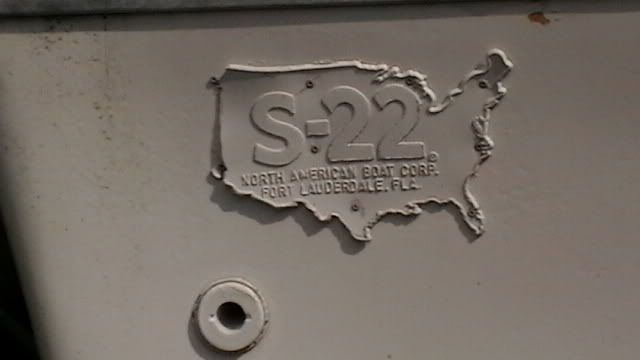 S-22®
NORTH AMERICAN BOAT CORP.
FORT LAUDERDALE, FLA.